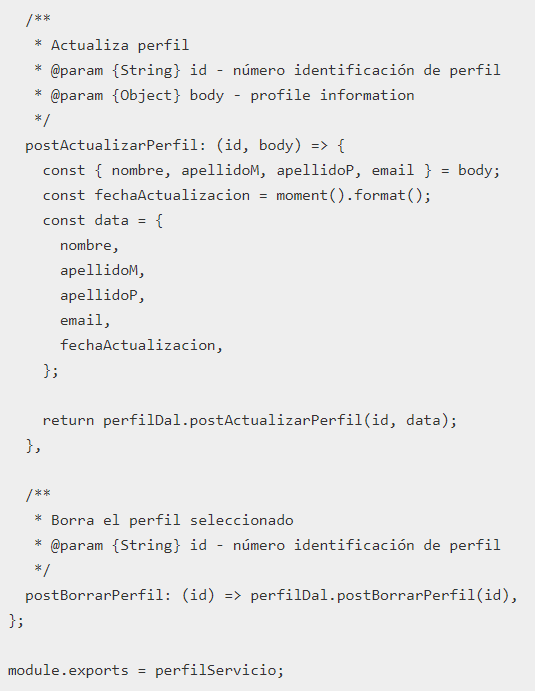 /**
   * Actualiza perfil
   * @param {String} id - número identificación de perfil
   * @param {Object} body - profile information
   */
  postActualizarPerfil: (id, body) => {
    const { nombre, apellidoM, apellidoP, email } = body;
    const fechaActualizacion = moment().format();
    const data = {
      nombre,
      apellidoM,
      apellidoP,
      email,
      fechaActualizacion,
    };

    return perfilDal.postActualizarPerfil(id, data);
  },

  /**
   * Borra el perfil seleccionado
   * @param {String} id - número identificación de perfil
   */
  postBorrarPerfil: (id) => perfilDal.postBorrarPerfil(id),
};

module.exports = perfilServicio;